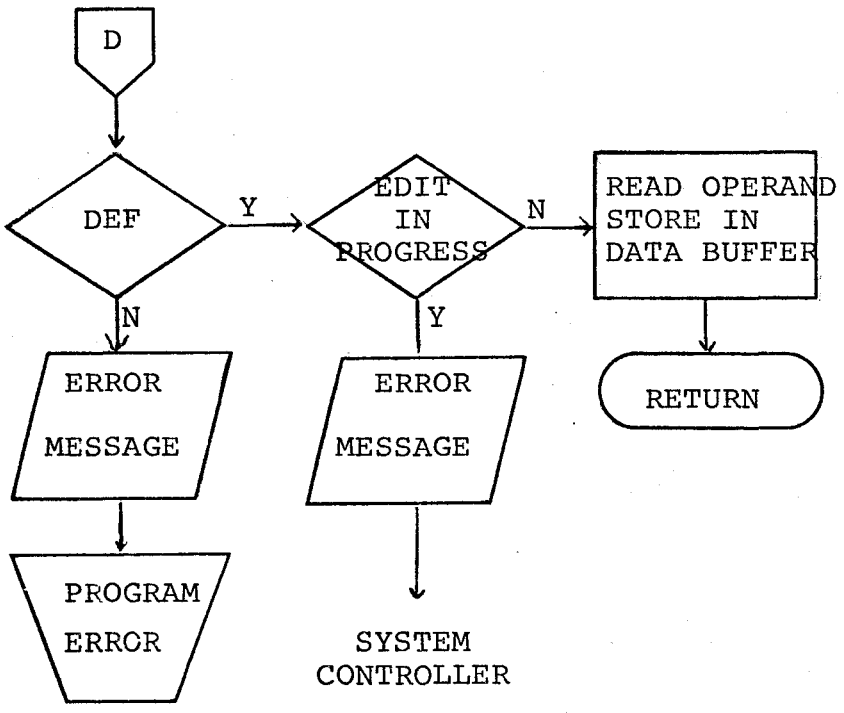 D
DEF
Y
EDIT
IN
PROGRESS
N
READ OPERAND
STORE IN
DATA BUFFER
N
ERROR
MESSAGE
Y
ERROR
MESSAGE
RETURN
PROGRAM
ERROR
SYSTEM
CONTROLLER